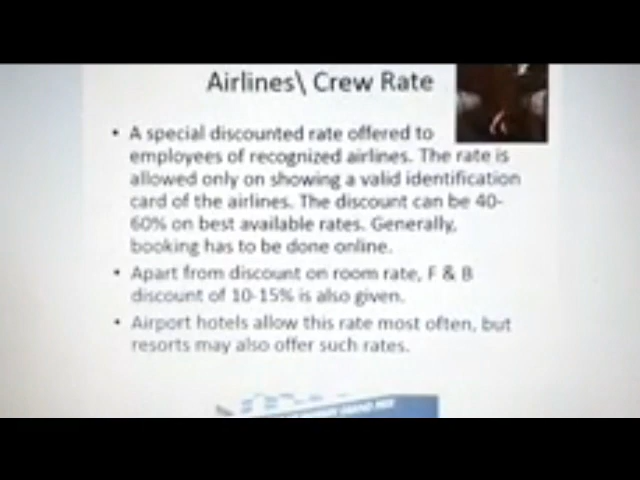 Airlines\ Crew Rate
• A special discounted rate offered to
employees of recognized airlines. The rate is
allowed only on showing a valid identification
card of the airlines. The discount can be 40-
60% on best available rates. Generally,
booking has to be done online.
• Apart from discount on room rate, F & B
discount of 10-15% is also given.
• Airport hotels allow this rate most often, but
resorts may also offer such rates.